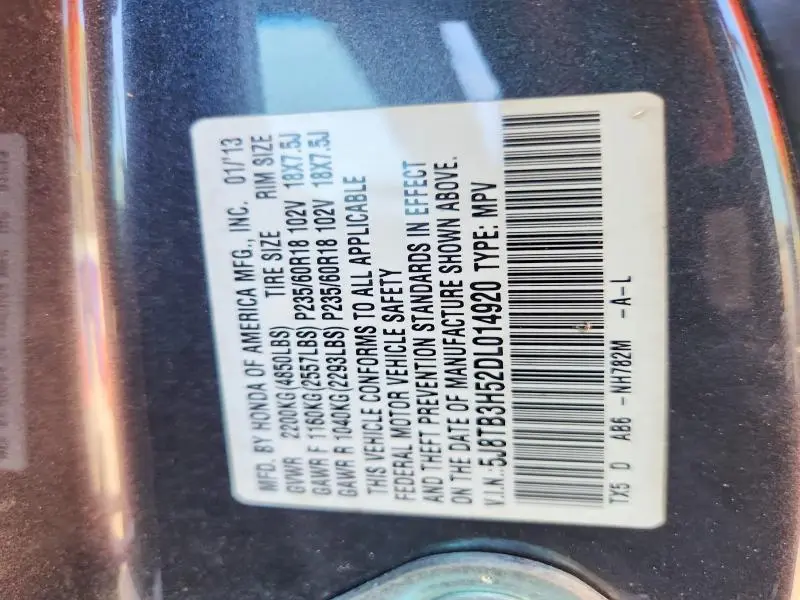 MFD. BY HONDA OF AMERICA MFG., INC. 01/'13
GVWR 2200KG(4850LBS) TIRE SIZE RIM SIZE
GAWR F 1160KG(2557LBS) P235/60R18 102V 18X7.5J
GAWR R 1040KG(2293LBS) P235/60R18 102V 18X7.5J
THIS VEHICLE CONFORMS TO ALL APPLICABLE
FEDERAL MOTOR VEHICLE SAFETY
AND THEFT PREVENTION STANDARDS IN EFFECT
ON THE DATE OF MANUFACTURE SHOWN ABOVE.
V.I.N.:5J8TB3H52DL014920 TYPE: MPV
TX5 D AB6 -NH782M -A-L